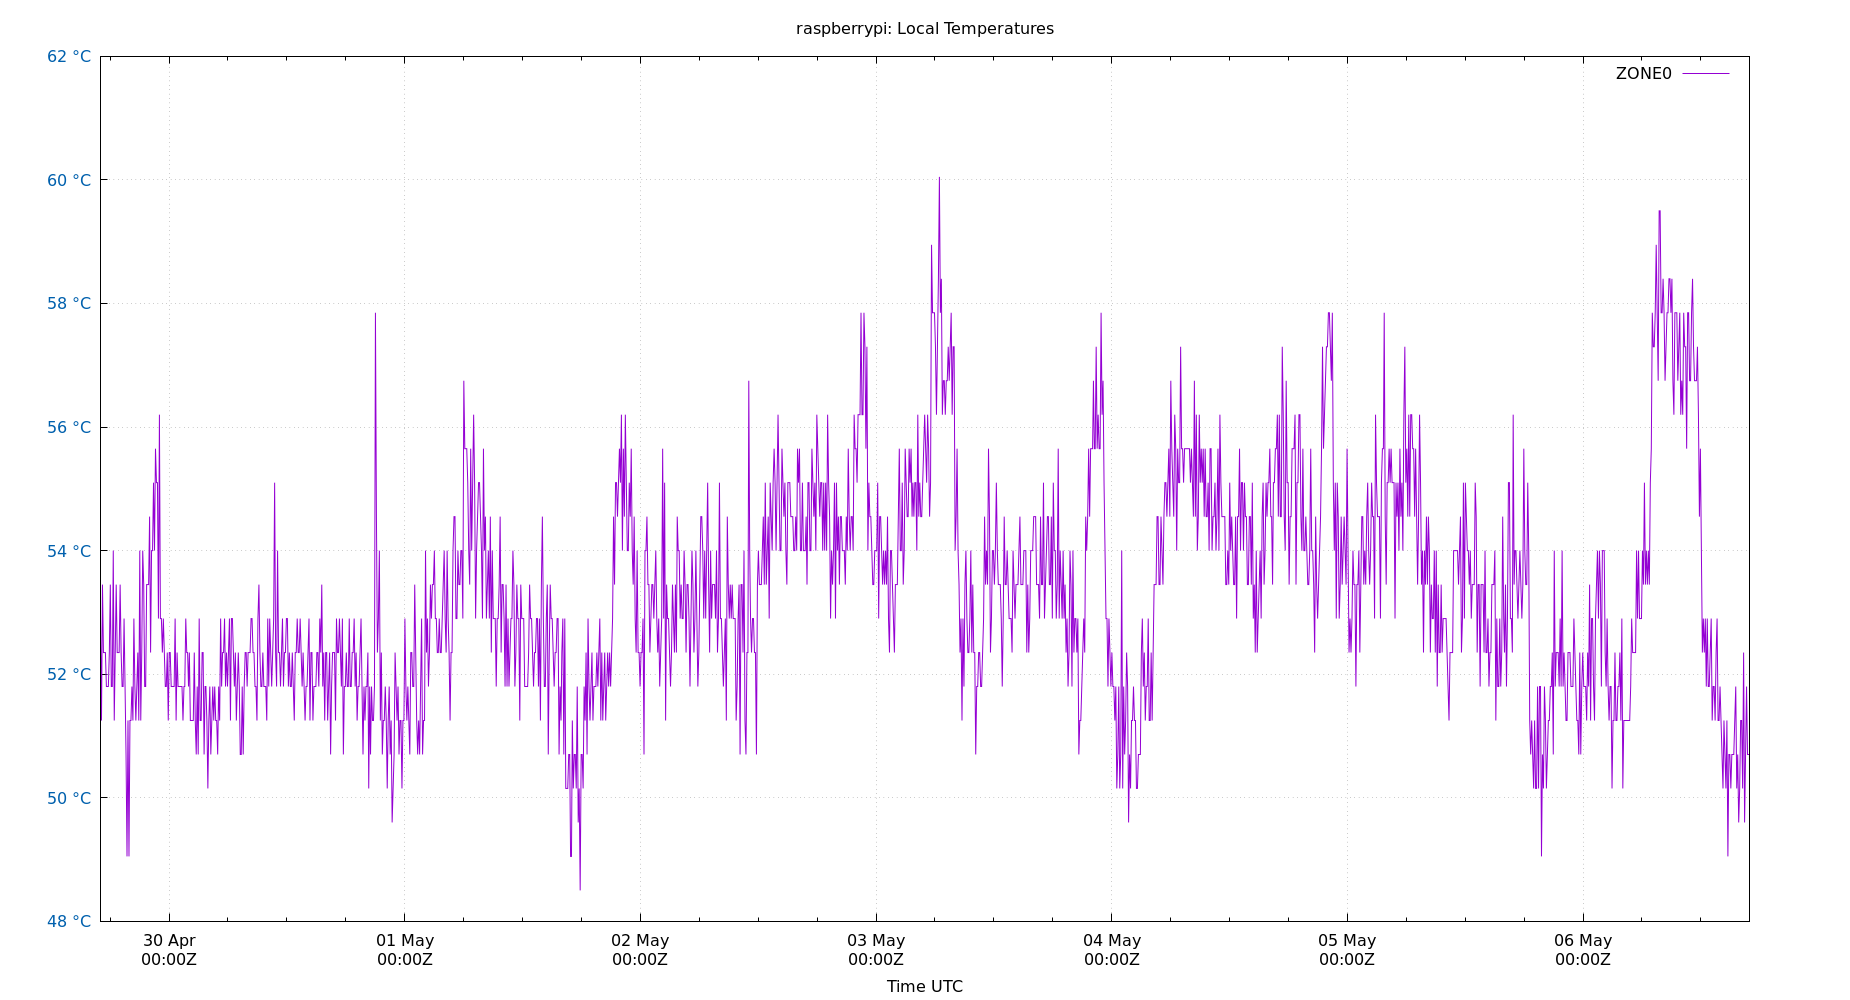 raspberrypi: Local Temperatures
62 °C
ZONE0
60 °C
58 °C
56 °C
54 °C
52 °C
50 °C
48 °C
30 Apr 01 May 02 May 03 May 04 May 05 May 06 May
00:00Z 00:00Z 00:00Z 00:00Z 00:00Z 00:00Z 00:00Z
Time UTC